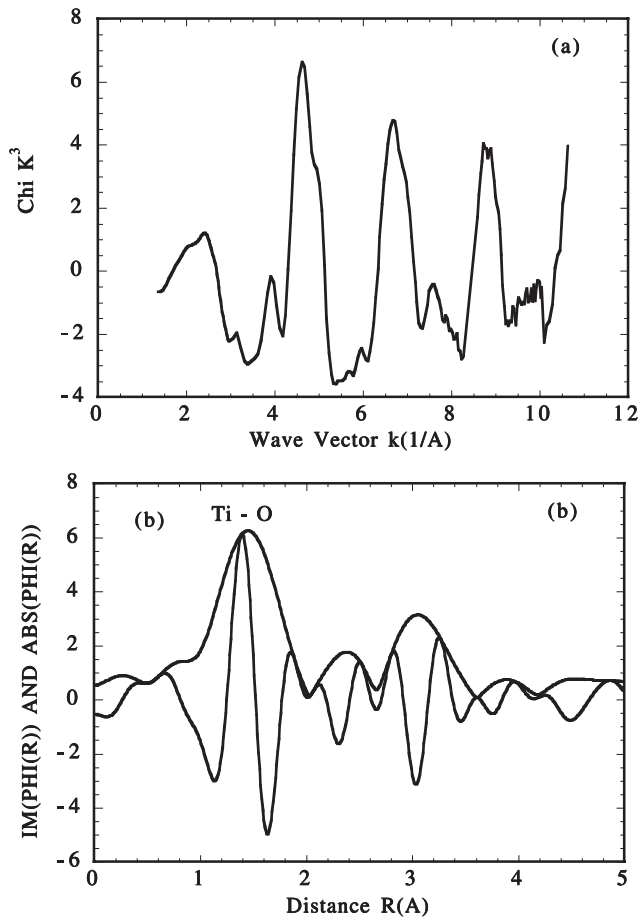 8
(a)
6
4
Chi K³
2
0
-2
-4
0 2 4 6 8 10 12
Wave Vector k(1/A)
8
(b) Ti - O (b)
6
4
IM(PHI(R)) AND ABS(PHI(R))
2
0
-2
-4
-6
0 1 2 3 4 5
Distance R(A)